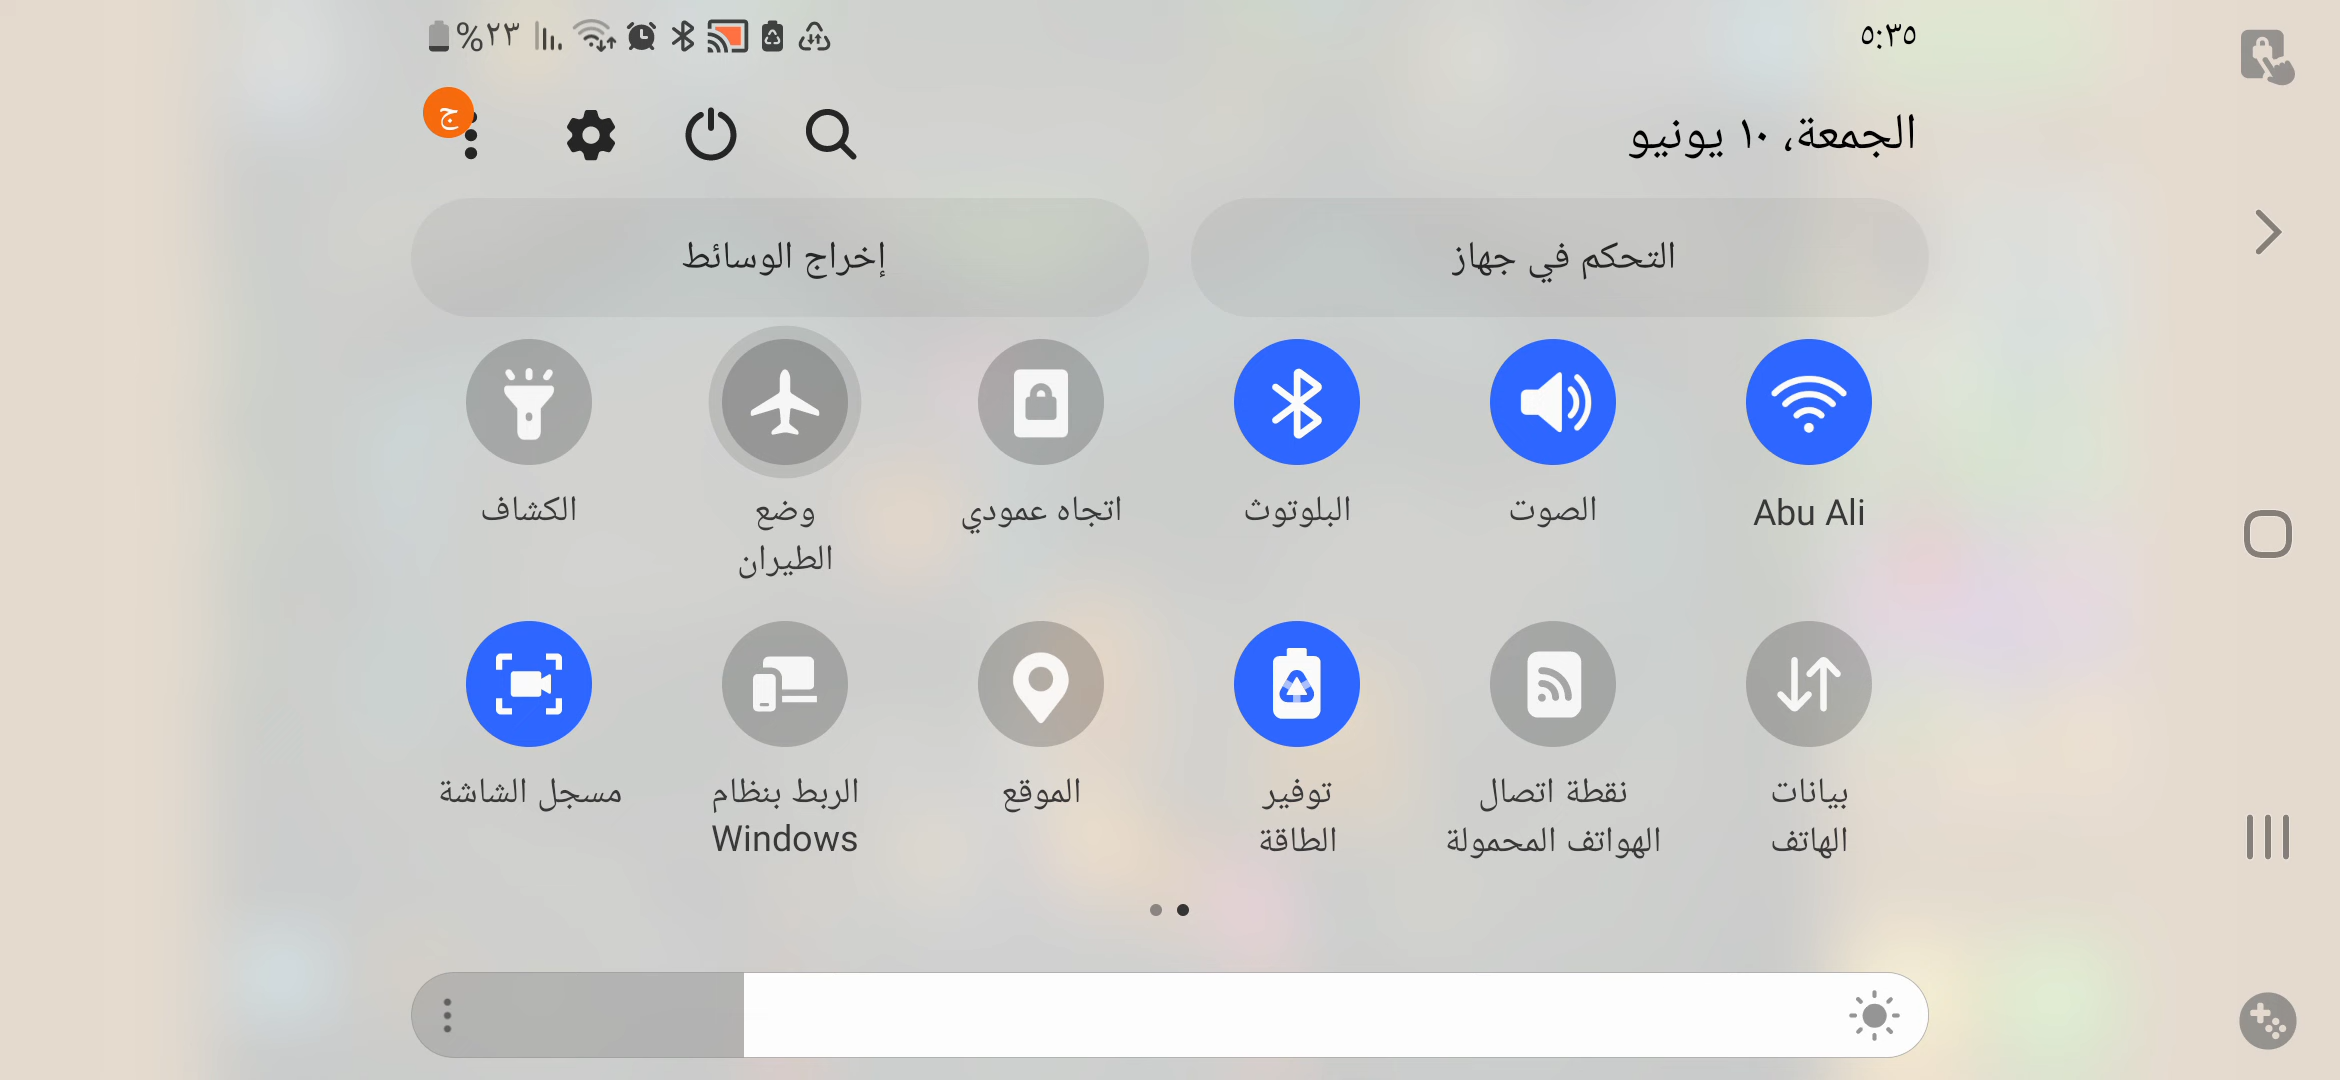 ٥:٣٥
٢٣%
الجمعة، ١٠ يونيو
ج
التحكم في جهاز
إخراج الوسائط
Abu Ali
الصوت
البلوتوث
اتجاه عمودي
وضع
الطيران
الكشاف
بيانات
الهاتف
نقطة اتصال
الهواتف المحمولة
توفير
الطاقة
الموقع
الربط بنظام
Windows
مسجل الشاشة